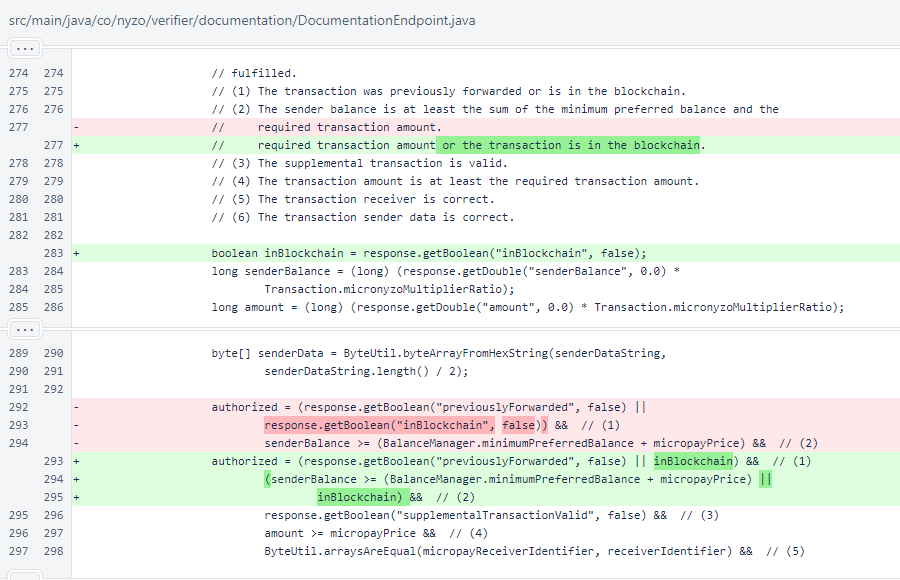 src/main/java/co/nyzo/verifier/documentation/DocumentationEndpoint.java
...
274 274 // fulfilled.
275 275 // (1) The transaction was previously forwarded or is in the blockchain.
276 276 // (2) The sender balance is at least the sum of the minimum preferred balance and the
277 - // required transaction amount.
277 + // required transaction amount or the transaction is in the blockchain.
278 278 // (3) The supplemental transaction is valid.
279 279 // (4) The transaction amount is at least the required transaction amount.
280 280 // (5) The transaction receiver is correct.
281 281 // (6) The transaction sender data is correct.
282 282
283 + boolean inBlockchain = response.getBoolean("inBlockchain", false);
283 284 long senderBalance = (long) (response.getDouble("senderBalance", 0.0) *
284 285 Transaction.micronyzoMultiplierRatio);
285 286 long amount = (long) (response.getDouble("amount", 0.0) * Transaction.micronyzoMultiplierRatio);
...
289 290 byte[] senderData = ByteUtil.byteArrayFromHexString(senderDataString,
290 291 senderDataString.length() / 2);
291 292
292 - authorized = (response.getBoolean("previouslyForwarded", false) ||
293 - response.getBoolean("inBlockchain", false)) && // (1)
294 - senderBalance >= (BalanceManager.minimumPreferredBalance + micropayPrice) && // (2)
293 + authorized = (response.getBoolean("previouslyForwarded", false) || inBlockchain) && // (1)
294 + (senderBalance >= (BalanceManager.minimumPreferredBalance + micropayPrice) ||
295 + inBlockchain) && // (2)
295 296 response.getBoolean("supplementalTransactionValid", false) && // (3)
296 297 amount >= micropayPrice && // (4)
297 298 ByteUtil.arraysAreEqual(micropayReceiverIdentifier, receiverIdentifier) && // (5)